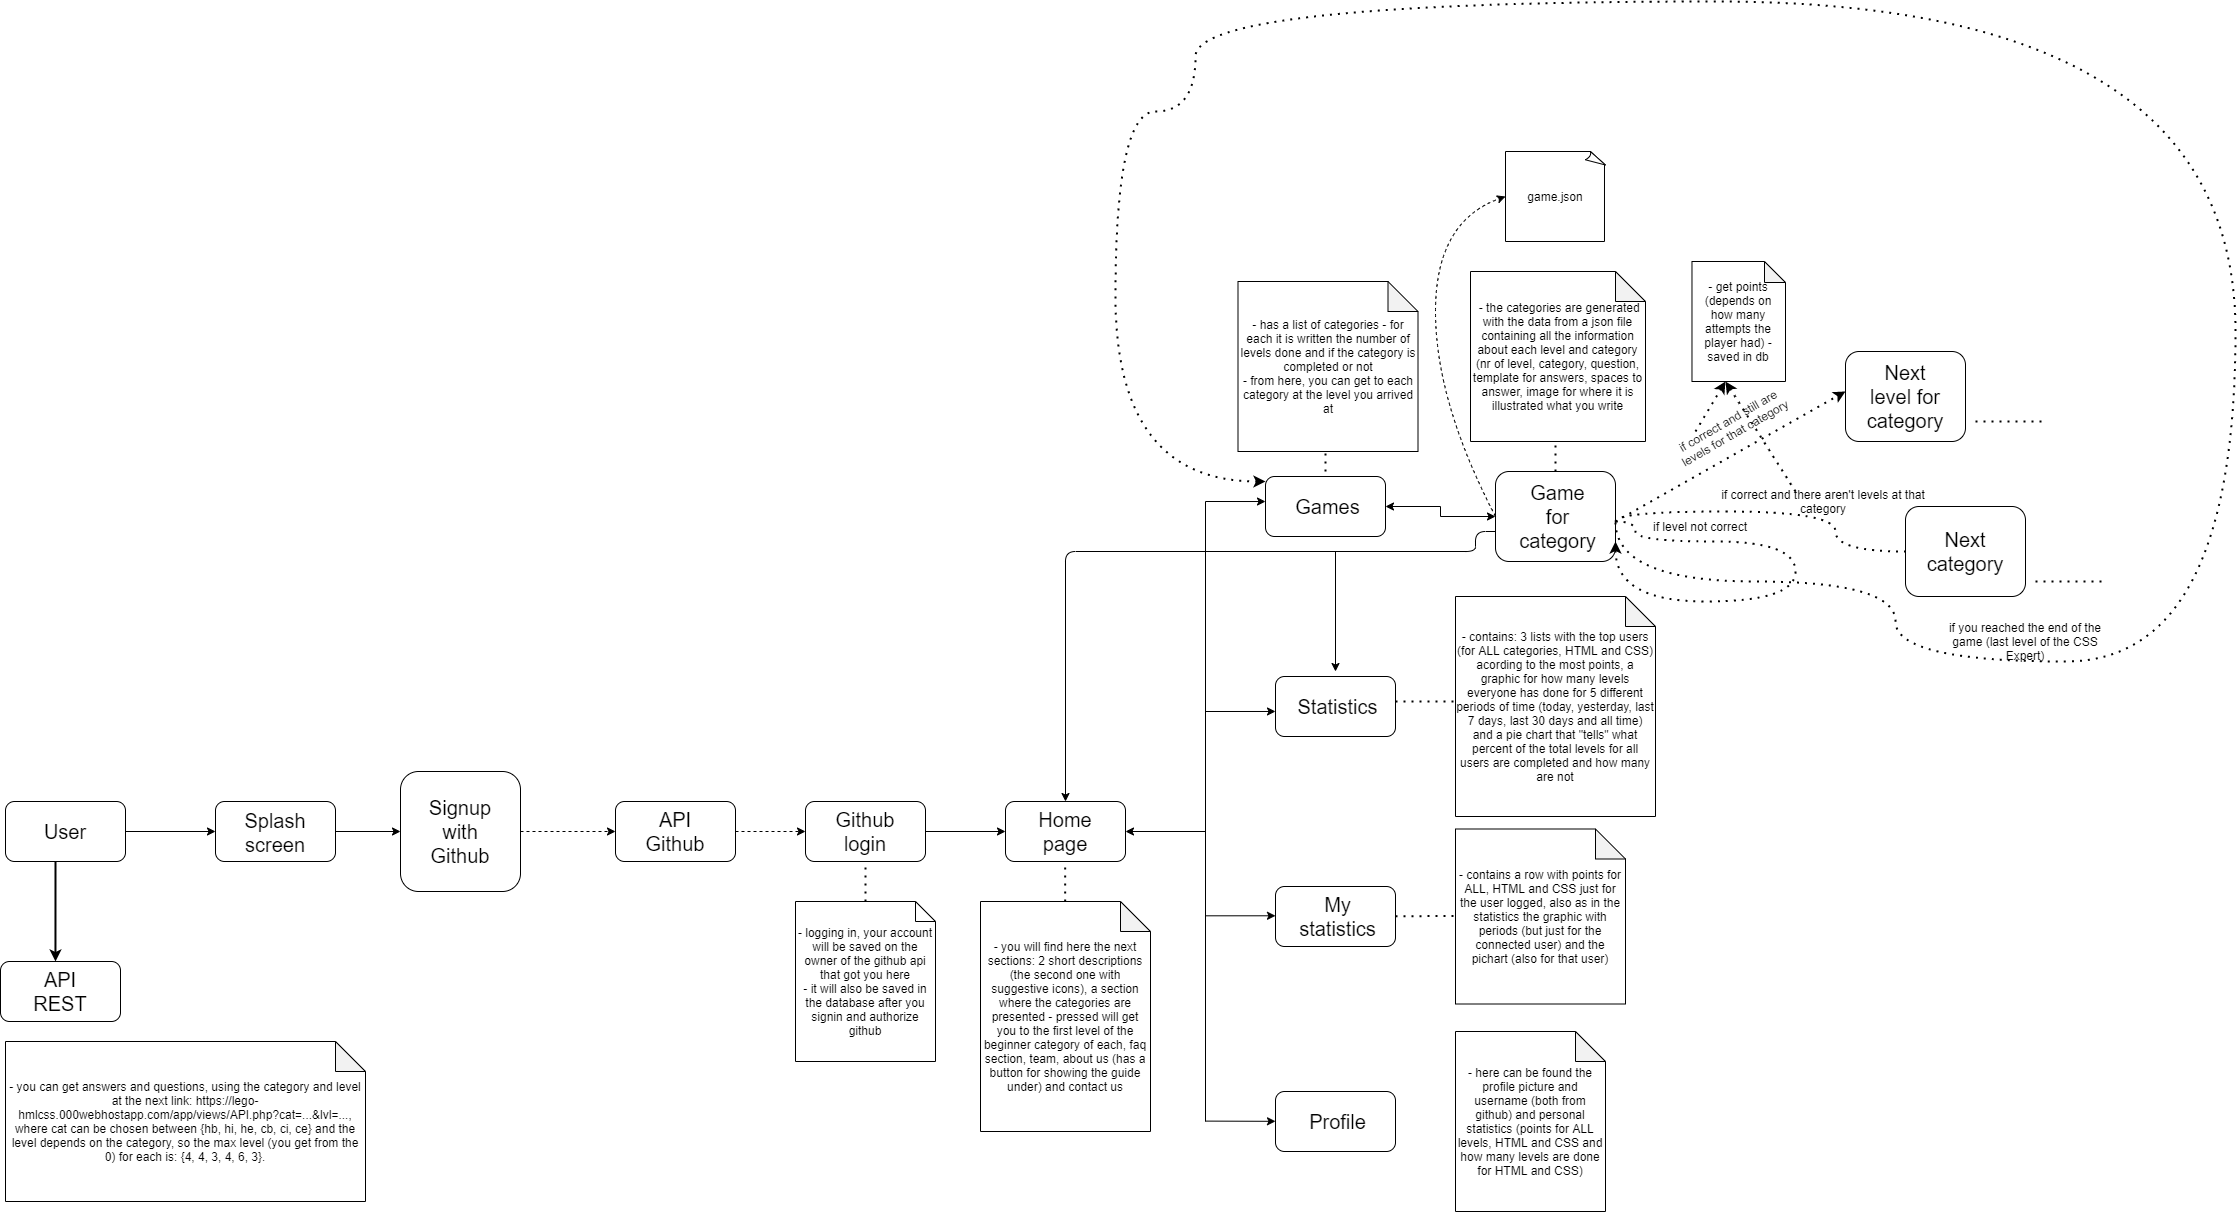 game.json
- get points
(depends on
how many
attempts the
player had) -
saved in db
- has a list of categories - for
each it is written the number of
levels done and if the category is
completed or not
- from here, you can get to each
category at the level you arrived
at
- the categories are generated
with the data from a json file
containing all the information
about each level and category
(nr of level, category, question,
template for answers, spaces to
answer, image for where it is
illustrated what you write
Next
level for
category
if correct and still are
levels for that category
Games
Game
for
category
if correct and there aren't levels at that
category
if level not correct
Next
category
if you reached the end of the
game (last level of the CSS
Expert)
Statistics
- contains: 3 lists with the top users
(for ALL categories, HTML and CSS)
acording to the most points, a
graphic for how many levels
everyone has done for 5 different
periods of time (today, yesterday, last
7 days, last 30 days and all time)
and a pie chart that "tells" what
percent of the total levels for all
users are completed and how many
are not
User
Splash
screen
Signup
with
Github
API
Github
Github
login
Home
page
My
statistics
- contains a row with points for
ALL, HTML and CSS just for
the user logged, also as in the
statistics the graphic with
periods (but just for the
connected user) and the
pichart (also for that user)
API
REST
- logging in, your account
will be saved on the
owner of the github api
that got you here
- it will also be saved in
the database after you
signin and authorize
github
- you will find here the next
sections: 2 short descriptions
(the second one with
suggestive icons), a section
where the categories are
presented - pressed will get
you to the first level of the
beginner category of each, faq
section, team, about us (has a
button for showing the guide
under) and contact us
Profile
- here can be found the
profile picture and
username (both from
github) and personal
statistics (points for ALL
levels, HTML and CSS and
how many levels are done
for HTML and CSS)
- you can get answers and questions, using the category and level
at the next link: https://lego-
hmlcss.000webhostapp.com/app/views/API.php?cat=...&lvl=...,
where cat can be chosen between {hb, hi, he, cb, ci, ce} and the
level depends on the category, so the max level (you get from the
0) for each is: {4, 4, 3, 4, 6, 3}.